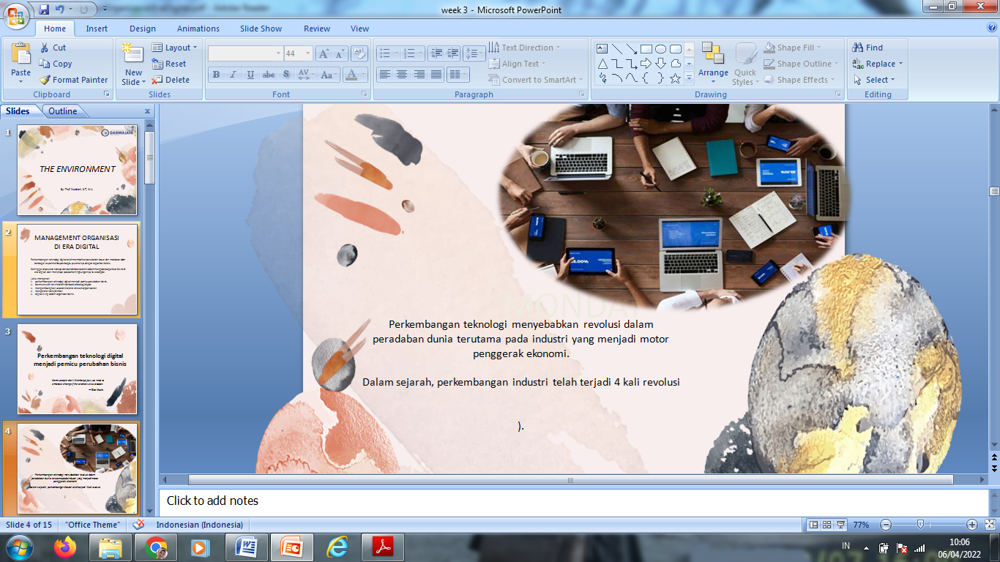 week 3 - Microsoft PowerPoint
Home Insert Design Animations Slide Show Review View
Paste
Cut
Copy
Format Painter
Clipboard
New Slide
Layout
Reset
Delete
Slides
44
Font
Text Direction
Align Text
Convert to SmartArt
Paragraph
Arrange
Quick Styles
Shape Fill
Shape Outline
Shape Effects
Drawing
Find
Replace
Select
Editing
Slides Outline
1
DARMAJAYA
THE ENVIRONMENT
2
MANAGEMENT ORGANISASI
DI ERA DIGITAL
3
Perkembangan teknologi digital
menjadi pemicu perubahan bisnis
4
Perkembangan teknologi menyebabkan revolusi dalam
peradaban dunia terutama pada industri yang menjadi motor
penggerak ekonomi.
Dalam sejarah, perkembangan industri telah terjadi 4 kali revolusi
).
Click to add notes
Slide 4 of 15 "Office Theme" Indonesian (Indonesia) 77%
IN
10:06
06/04/2022